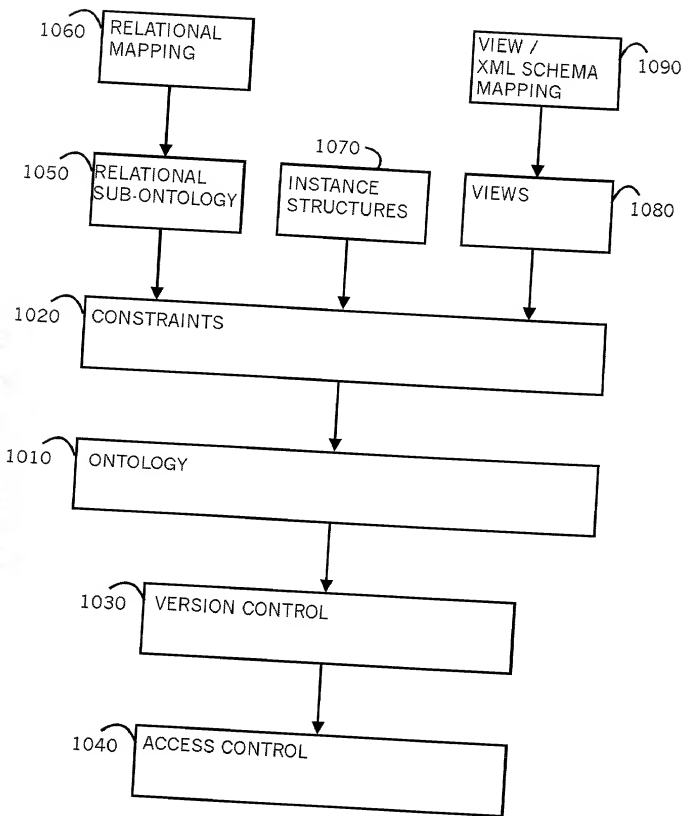 1060
RELATIONAL
MAPPING
VIEW /
XML SCHEMA
MAPPING
1090
1050
RELATIONAL
SUB-ONTOLOGY
1070
INSTANCE
STRUCTURES
VIEWS
1080
1020
CONSTRAINTS
1010
ONTOLOGY
1030
VERSION CONTROL
1040
ACCESS CONTROL